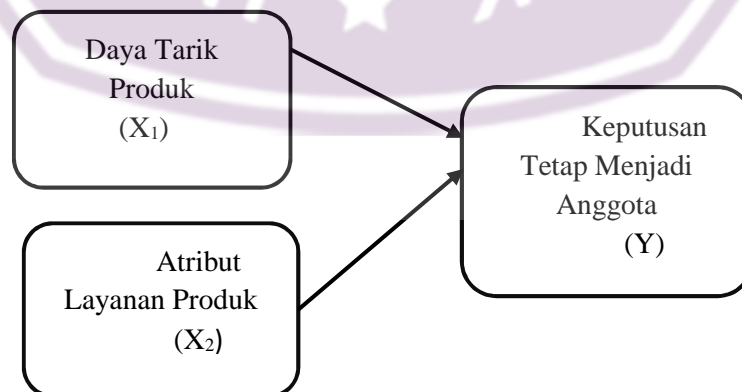 Daya Tarik
Produk
(X₁)
Keputusan
Tetap Menjadi
Anggota
(Y)
Atribut
Layanan Produk
(X₂)